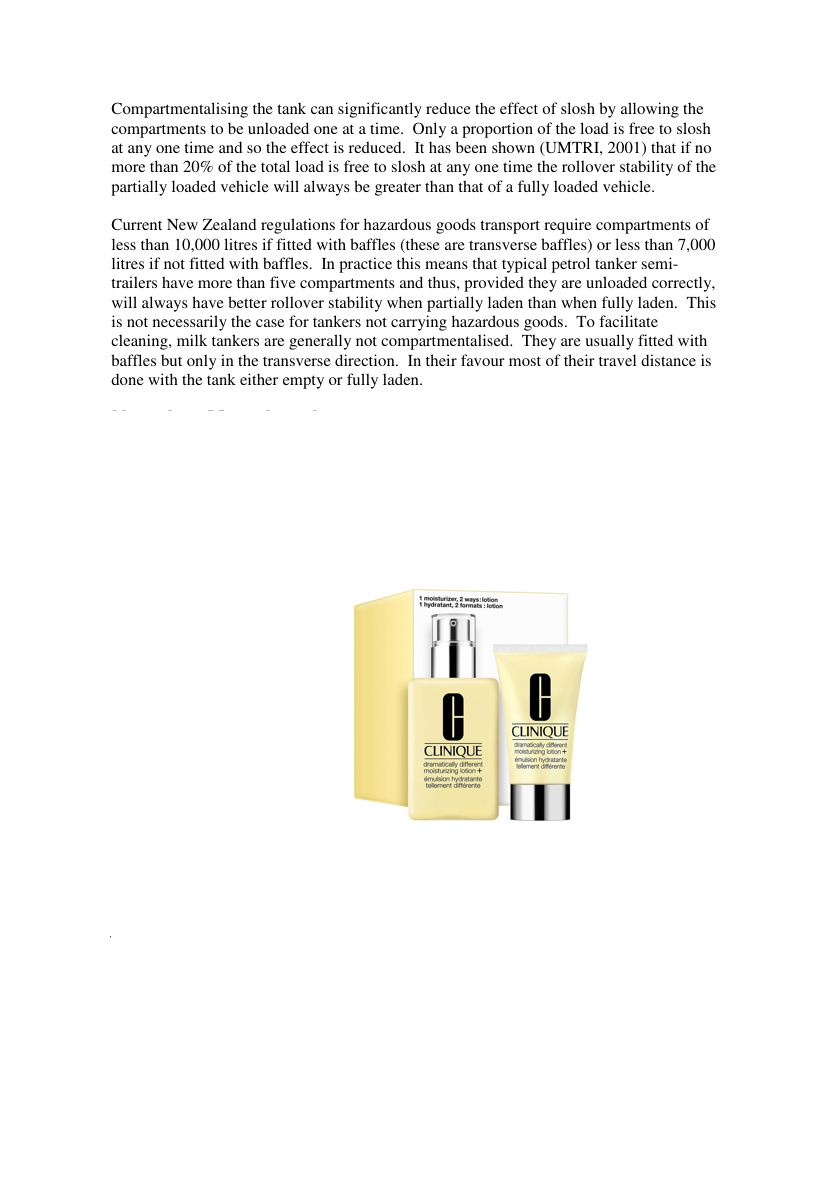 Compartmentalising the tank can significantly reduce the effect of slosh by allowing the
compartments to be unloaded one at a time.  Only a proportion of the load is free to slosh
at any one time and so the effect is reduced.  It has been shown (UMTRI, 2001) that if no
more than 20% of the total load is free to slosh at any one time the rollover stability of the
partially loaded vehicle will always be greater than that of a fully loaded vehicle.
Current New Zealand regulations for hazardous goods transport require compartments of
less than 10,000 litres if fitted with baffles (these are transverse baffles) or less than 7,000
litres if not fitted with baffles.  In practice this means that typical petrol tanker semi-
trailers have more than five compartments and thus, provided they are unloaded correctly,
will always have better rollover stability when partially laden than when fully laden.  This
is not necessarily the case for tankers not carrying hazardous goods.  To facilitate
cleaning, milk tankers are generally not compartmentalised.  They are usually fitted with
baffles but only in the transverse direction.  In their favour most of their travel distance is
done with the tank either empty or fully laden.
1 moisturizer, 2 ways: lotion
1 hydratant, 2 formats : lotion
CLINIQUE
dramatically different
moisturizing lotion+
émulsion hydratante
tellement différente
CLINIQUE
dramatically different
moisturizing lotion+
émulsion hydratante
tellement différente